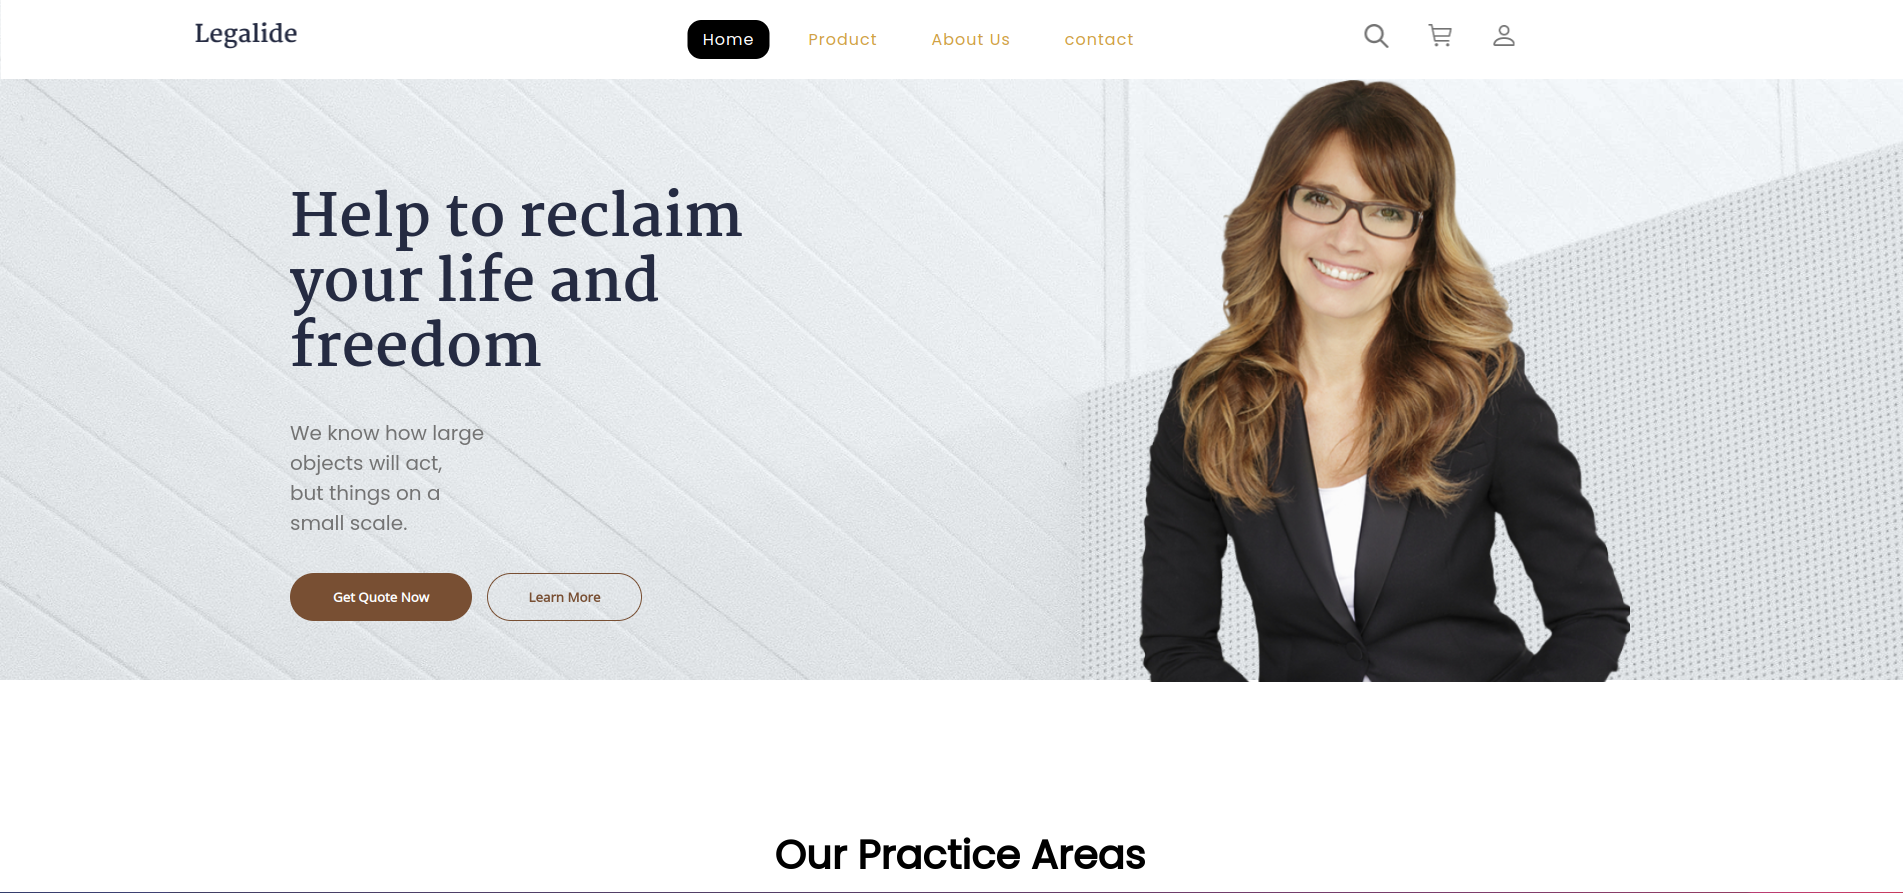 Legalide
Home
Product
About Us
contact
Help to reclaim
your life and
freedom
We know how large
objects will act,
but things on a
small scale.
Get Quote Now
Learn More
Our Practice Areas